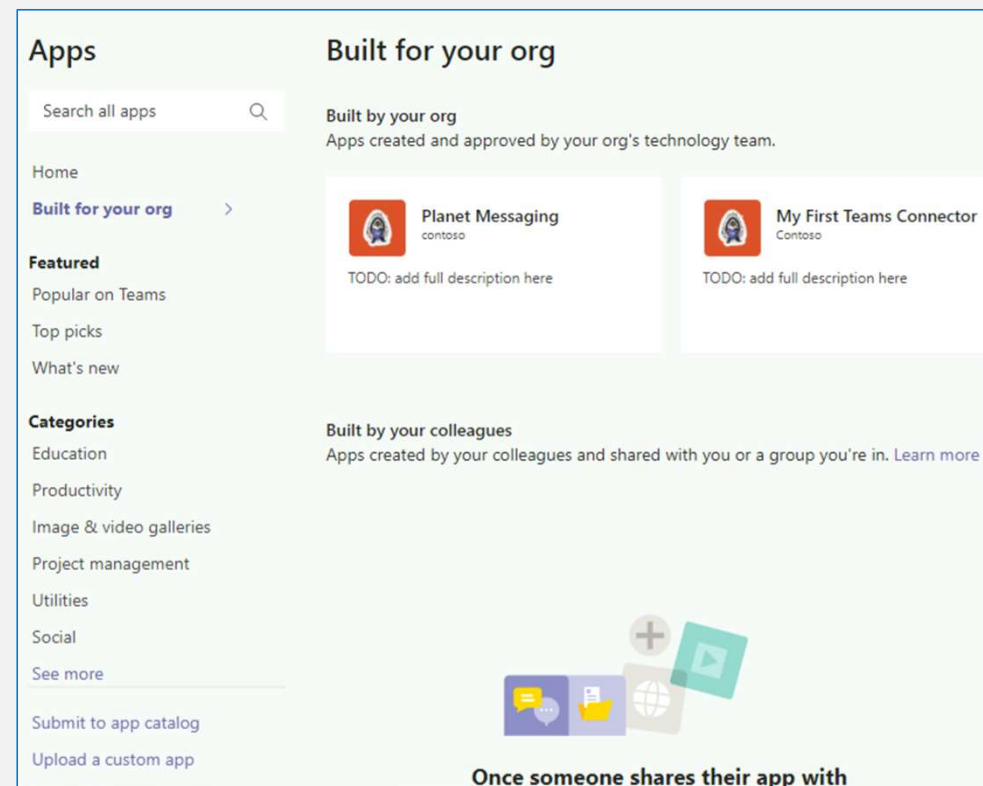 Apps
Search all apps
Home
Built for your org
Featured
Popular on Teams
Top picks
What's new
Categories
Education
Productivity
Image & video galleries
Project management
Utilities
Social
See more
Submit to app catalog
Upload a custom app
Built for your org
Built by your org
Apps created and approved by your org's technology team.
Planet Messaging
contoso
TODO: add full description here
My First Teams Connector
Contoso
TODO: add full description here
Built by your colleagues
Apps created by your colleagues and shared with you or a group you're in. Learn more
Once someone shares their app with